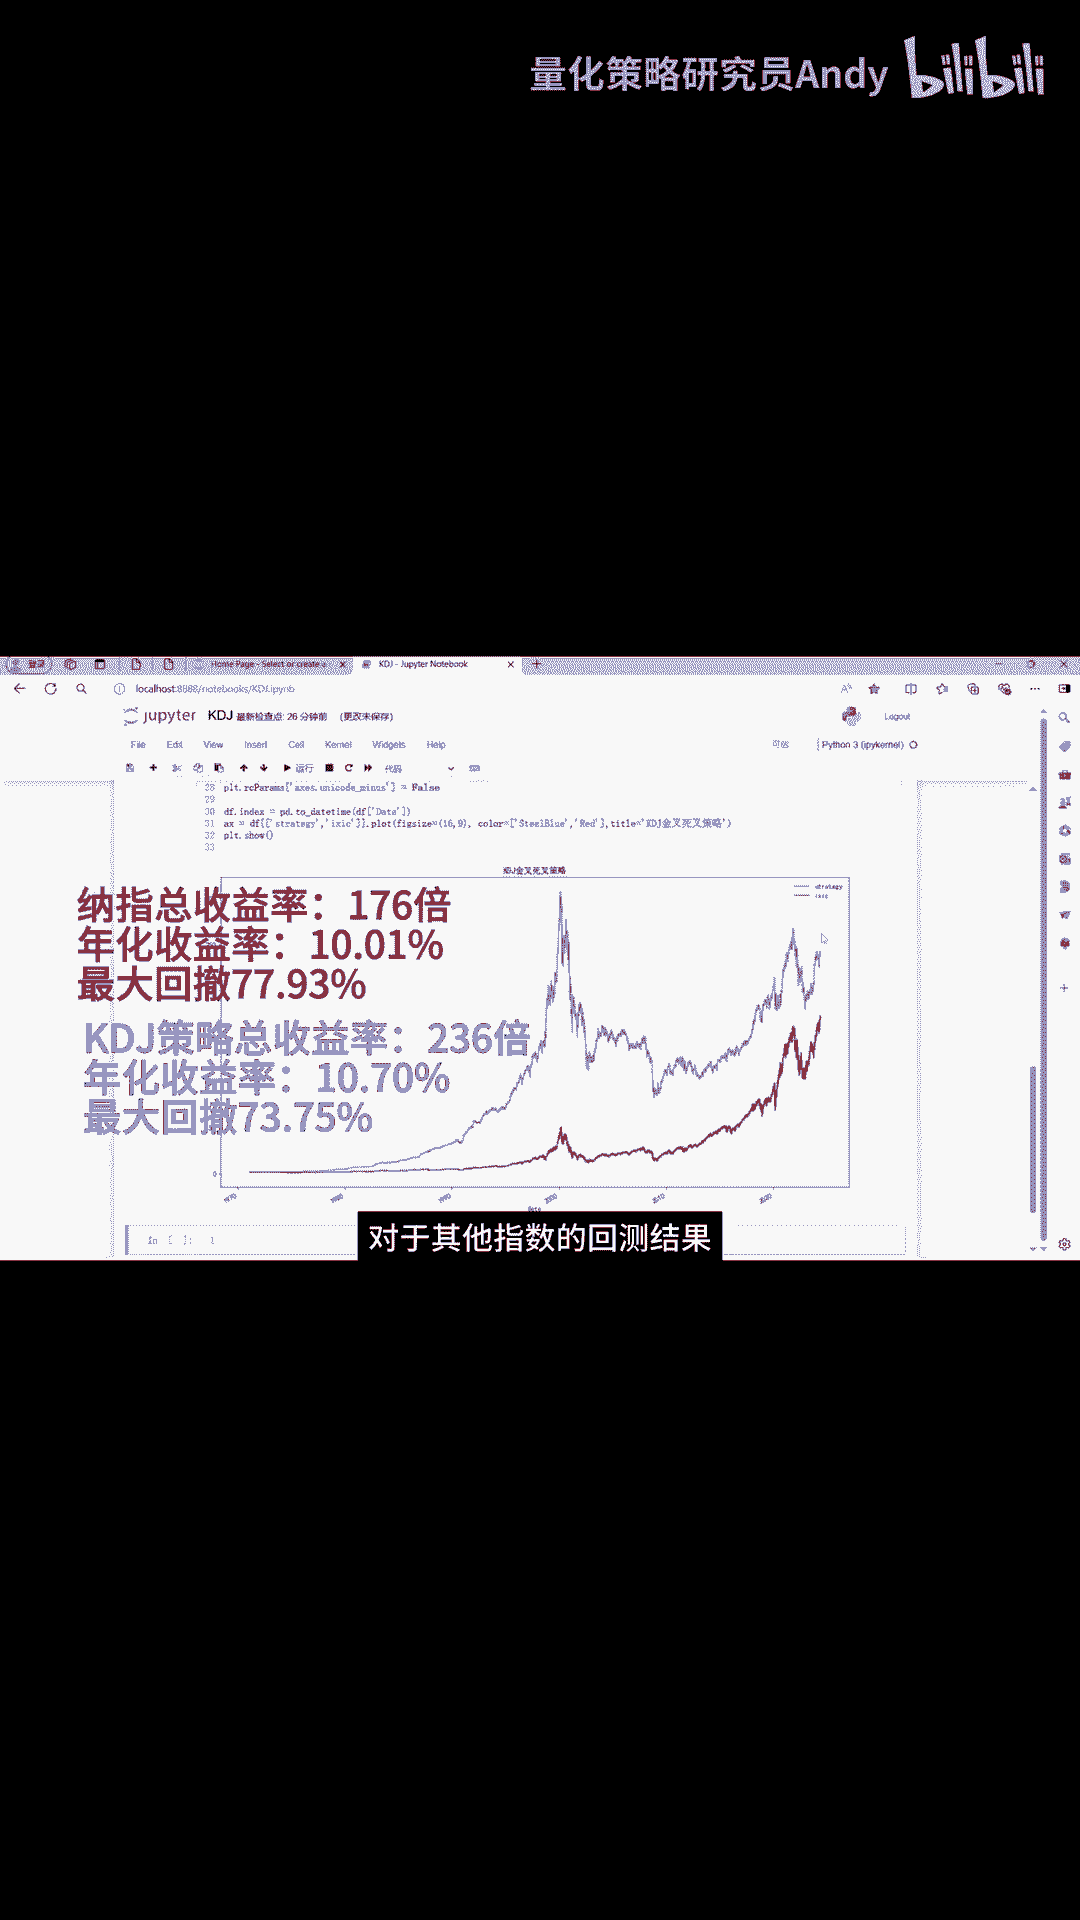 量化策略研究员Andy bilibili
登录 Home Page - Select or create a KDJ - Jupyter Notebook
localhost:8888/notebooks/KDJ.ipynb
jupyter KDJ 最新检查点: 26 分钟前 (更改未保存) Logout
File Edit View Insert Cell Kernel Widgets Help 可信 Python 3 (ipykernel)
运行 代码
28 plt.rcParams['axes.unicode_minus'] = False
29
30 df.index = pd.to_datetime(df['Date'])
31 ax = df[['strategy','ixic']].plot(figsize=(16,9), color=['SteelBlue','Red'],title='KDJ金叉死叉策略')
32 plt.show()
33
KDJ金叉死叉策略
strategy
ixic
纳指总收益率：176倍
年化收益率：10.01%
最大回撤77.93%
KDJ策略总收益率：236倍
年化收益率：10.70%
最大回撤73.75%
0
1970 1980 1990 2000 2010 2020
Date
In [ ]: 1
对于其他指数的回测结果